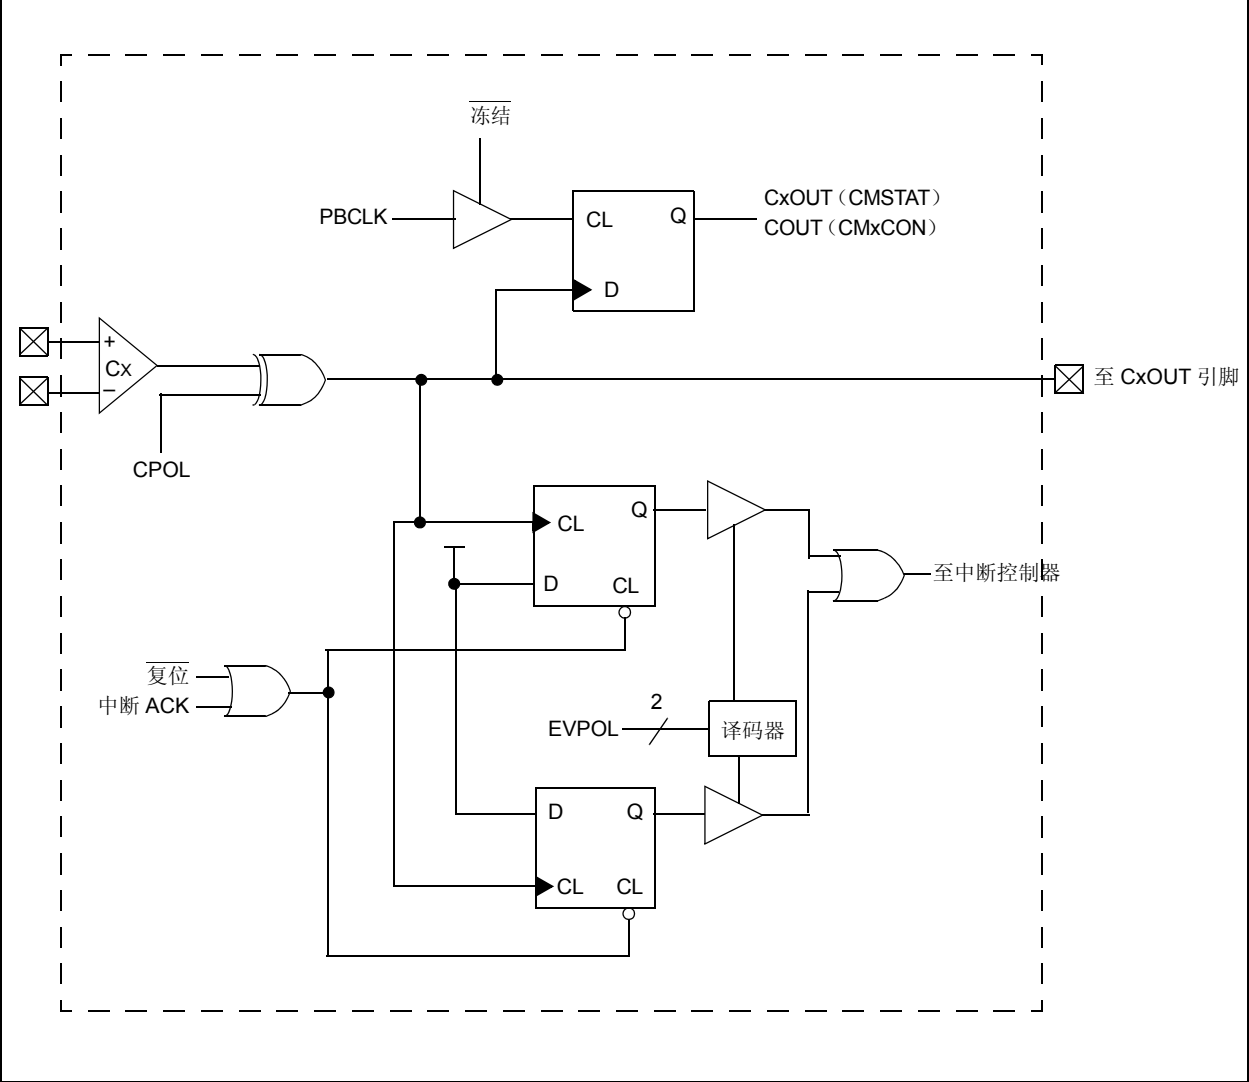 冻结
PBCLK
CL
Q
D
CxOUT（CMSTAT）
COUT（CMxCON）
+
Cx
−
CPOL
至 CxOUT 引脚
CL
Q
D
CL
至中断控制器
复位
中断 ACK
2
EVPOL
译码器
D
Q
CL
CL